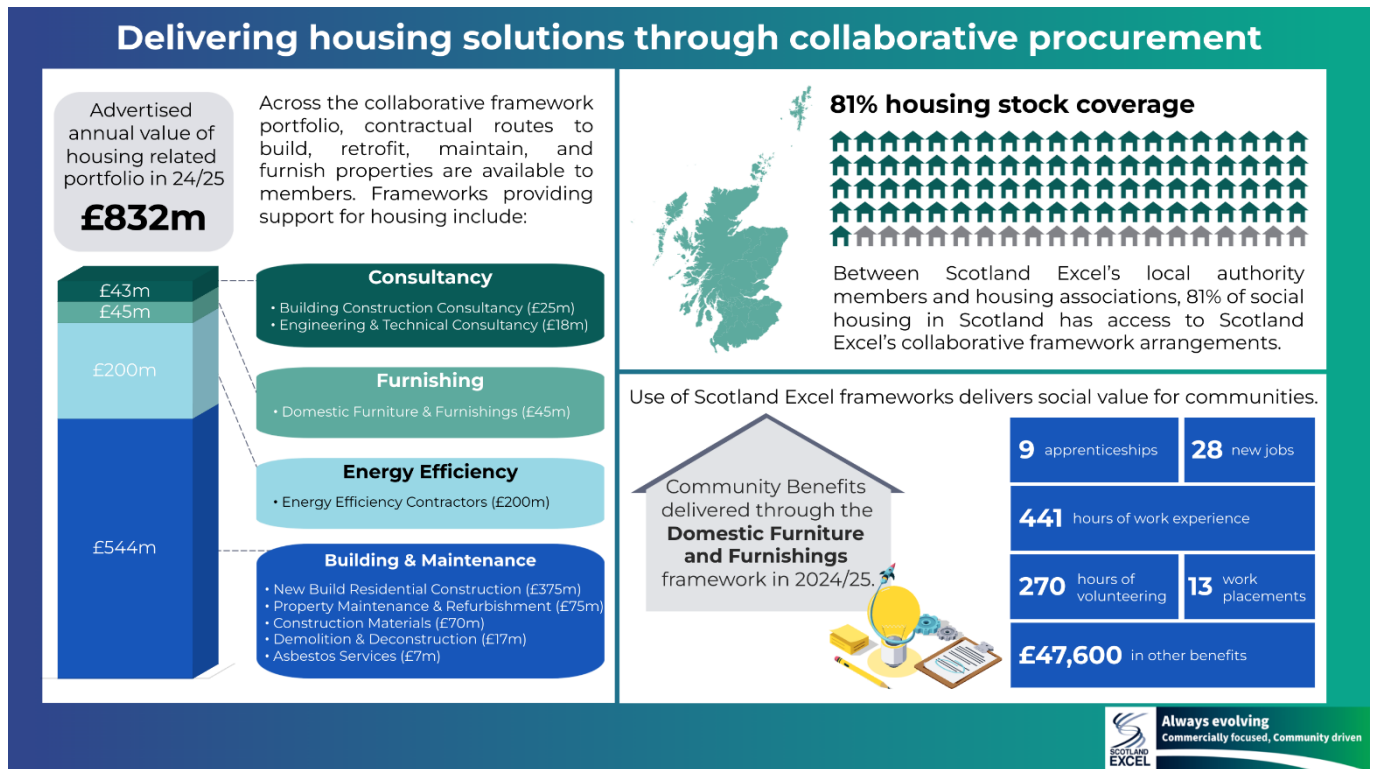 Delivering housing solutions through collaborative procurement
Advertised
annual value of
housing related
portfolio in 24/25
£832m
Across the collaborative framework
portfolio, contractual routes to
build, retrofit, maintain, and
furnish properties are available to
members. Frameworks providing
support for housing include:
£43m
£45m
£200m
£544m
Consultancy
• Building Construction Consultancy (£25m)
• Engineering & Technical Consultancy (£18m)
Furnishing
• Domestic Furniture & Furnishings (£45m)
Energy Efficiency
• Energy Efficiency Contractors (£200m)
Building & Maintenance
• New Build Residential Construction (£375m)
• Property Maintenance & Refurbishment (£75m)
• Construction Materials (£70m)
• Demolition & Deconstruction (£17m)
• Asbestos Services (£7m)
81% housing stock coverage
Between Scotland Excel’s local authority
members and housing associations, 81% of social
housing in Scotland has access to Scotland
Excel’s collaborative framework arrangements.
Use of Scotland Excel frameworks delivers social value for communities.
Community Benefits
delivered through the
Domestic Furniture
and Furnishings
framework in 2024/25.
9 apprenticeships
28 new jobs
441 hours of work experience
270 hours of
volunteering
13 work
placements
£47,600 in other benefits
SCOTLAND
EXCEL
Always evolving
Commercially focused, Community driven